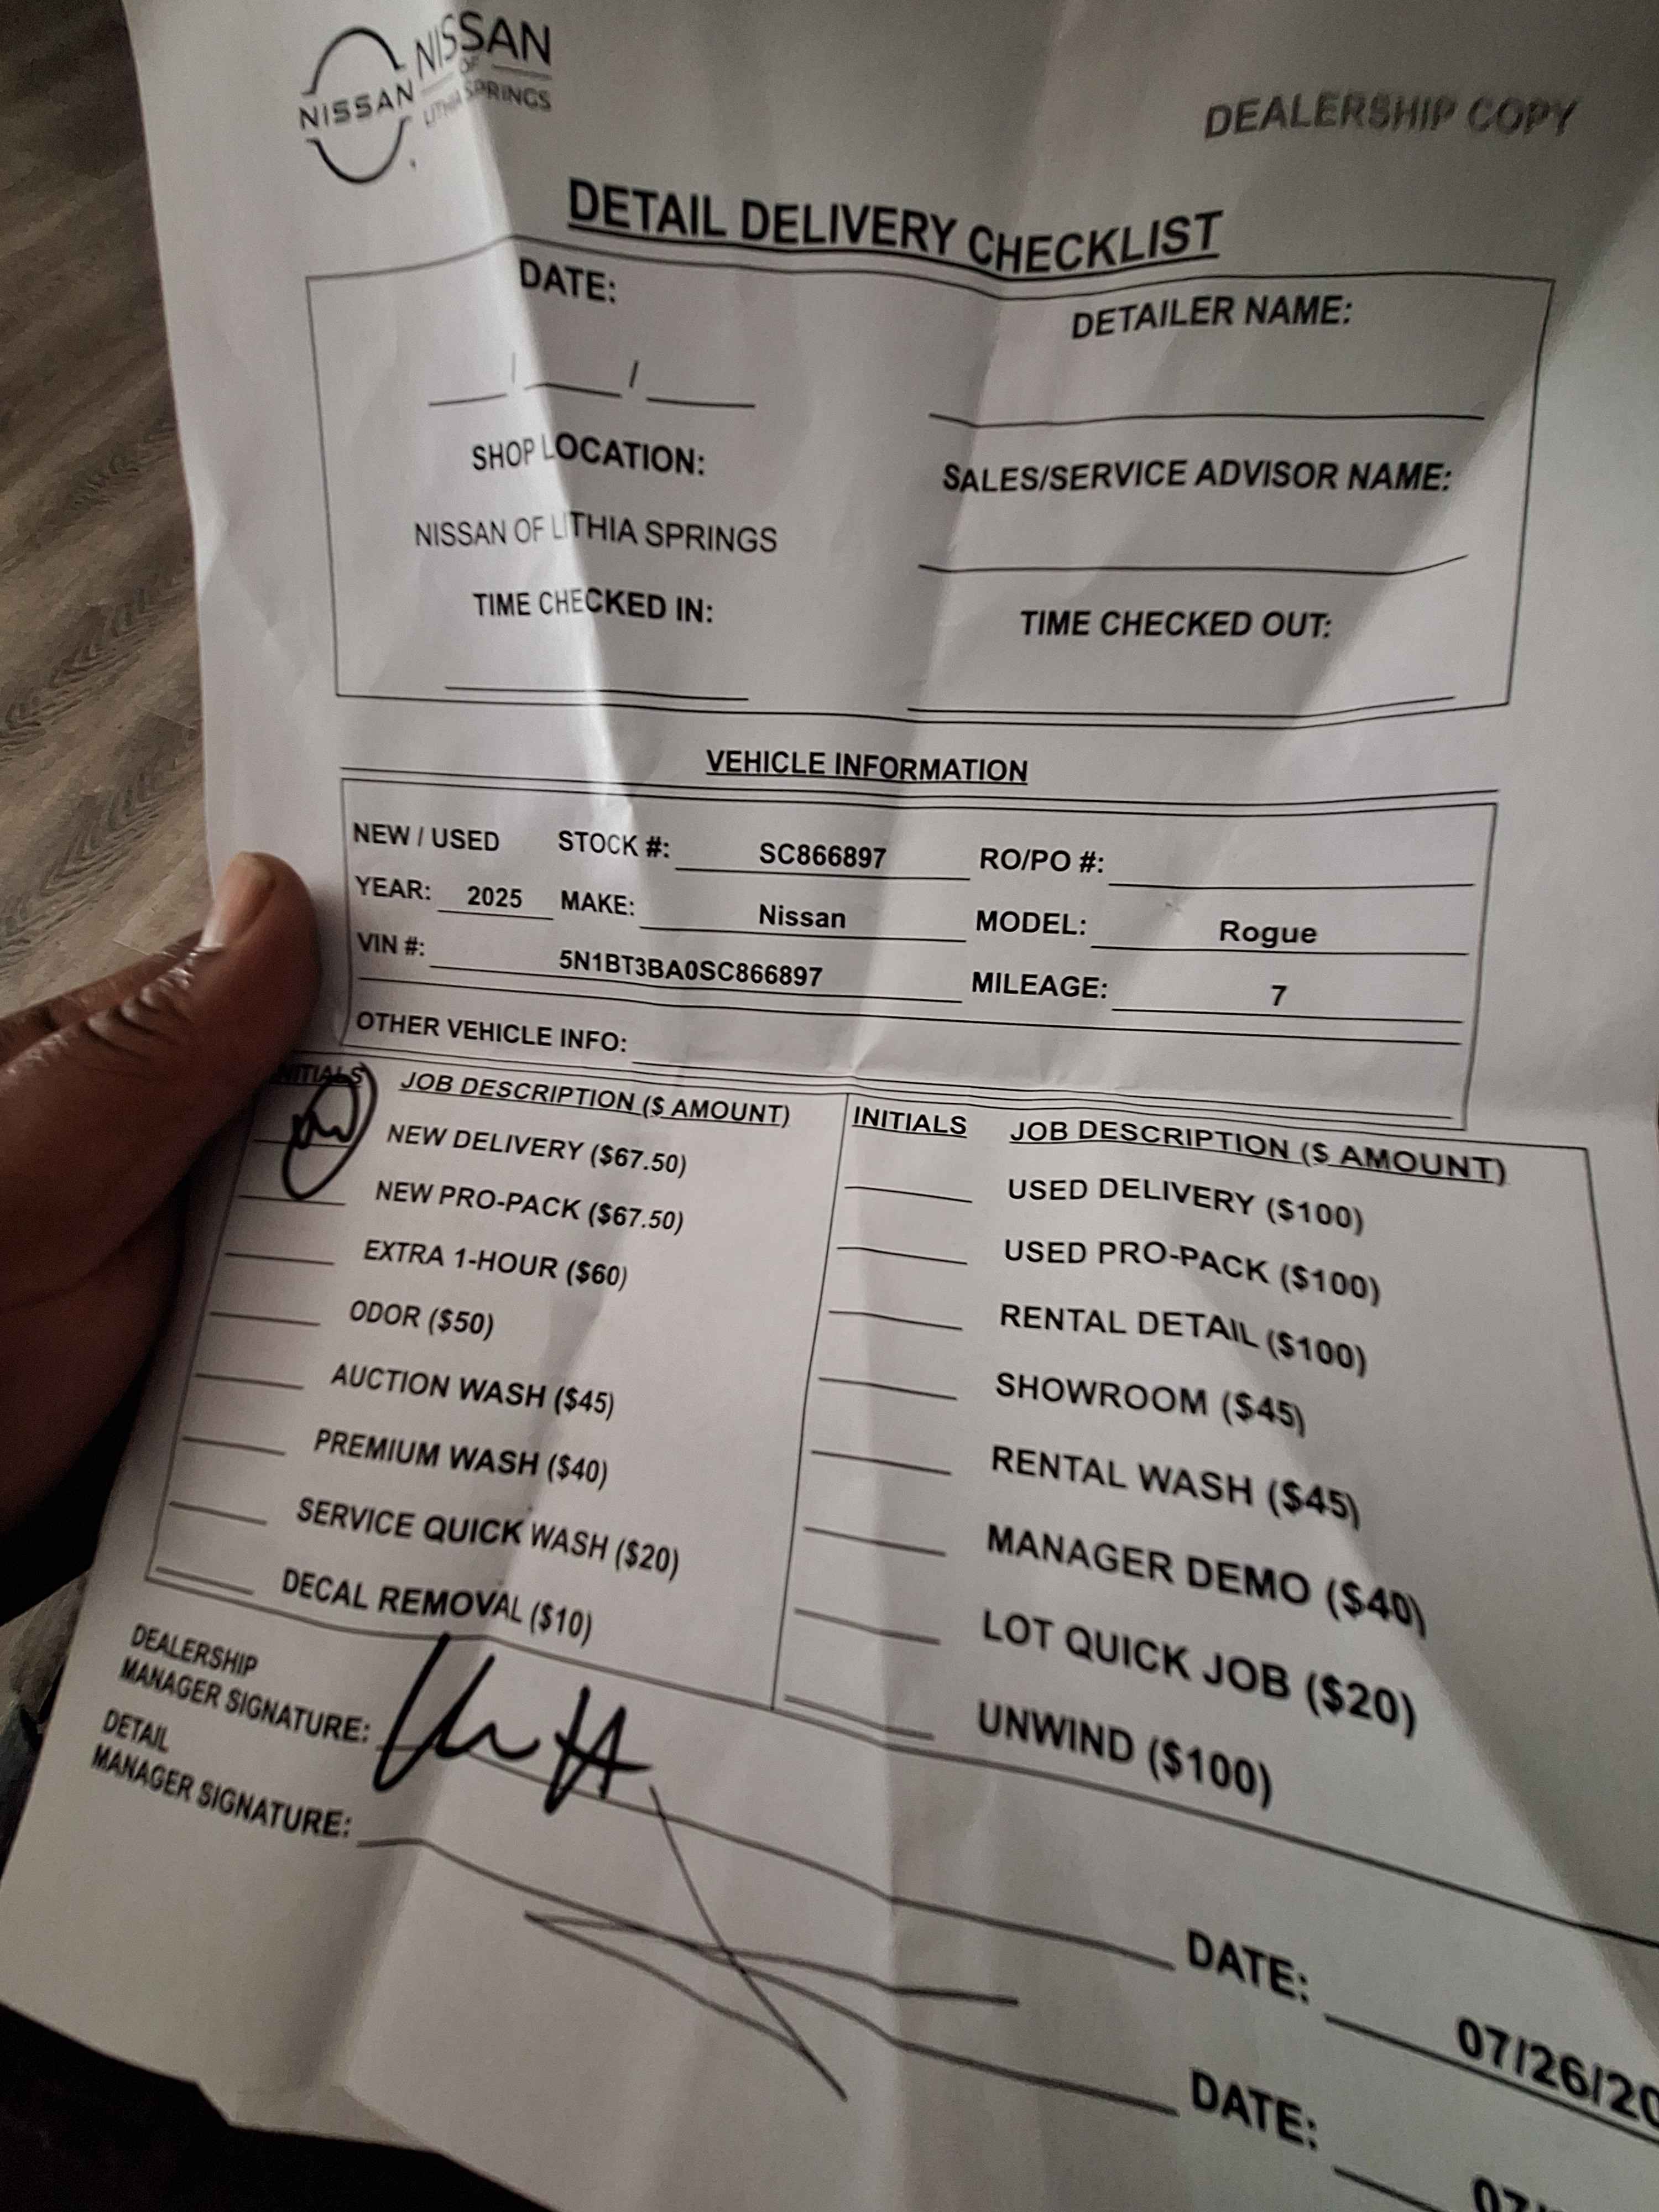 NISSAN
NISSAN
OF
LITHIA SPRINGS
DEALERSHIP COPY
DETAIL DELIVERY CHECKLIST
DATE:
DETAILER NAME:
/ /
SHOP LOCATION:
SALES/SERVICE ADVISOR NAME:
NISSAN OF LITHIA SPRINGS
TIME CHECKED IN:
TIME CHECKED OUT:
VEHICLE INFORMATION
NEW / USED STOCK #: SC866897 RO/PO #:
YEAR: 2025 MAKE: Nissan MODEL: Rogue
VIN #: 5N1BT3BA0SC866897 MILEAGE: 7
OTHER VEHICLE INFO:
INITIALS JOB DESCRIPTION ($ AMOUNT)
NEW DELIVERY ($67.50)
NEW PRO-PACK ($67.50)
EXTRA 1-HOUR ($60)
ODOR ($50)
AUCTION WASH ($45)
PREMIUM WASH ($40)
SERVICE QUICK WASH ($20)
DECAL REMOVAL ($10)
INITIALS JOB DESCRIPTION ($ AMOUNT)
USED DELIVERY ($100)
USED PRO-PACK ($100)
RENTAL DETAIL ($100)
SHOWROOM ($45)
RENTAL WASH ($45)
MANAGER DEMO ($40)
LOT QUICK JOB ($20)
UNWIND ($100)
DEALERSHIP
MANAGER SIGNATURE:
DATE: 07/26/20
DETAIL
MANAGER SIGNATURE:
DATE: 07/